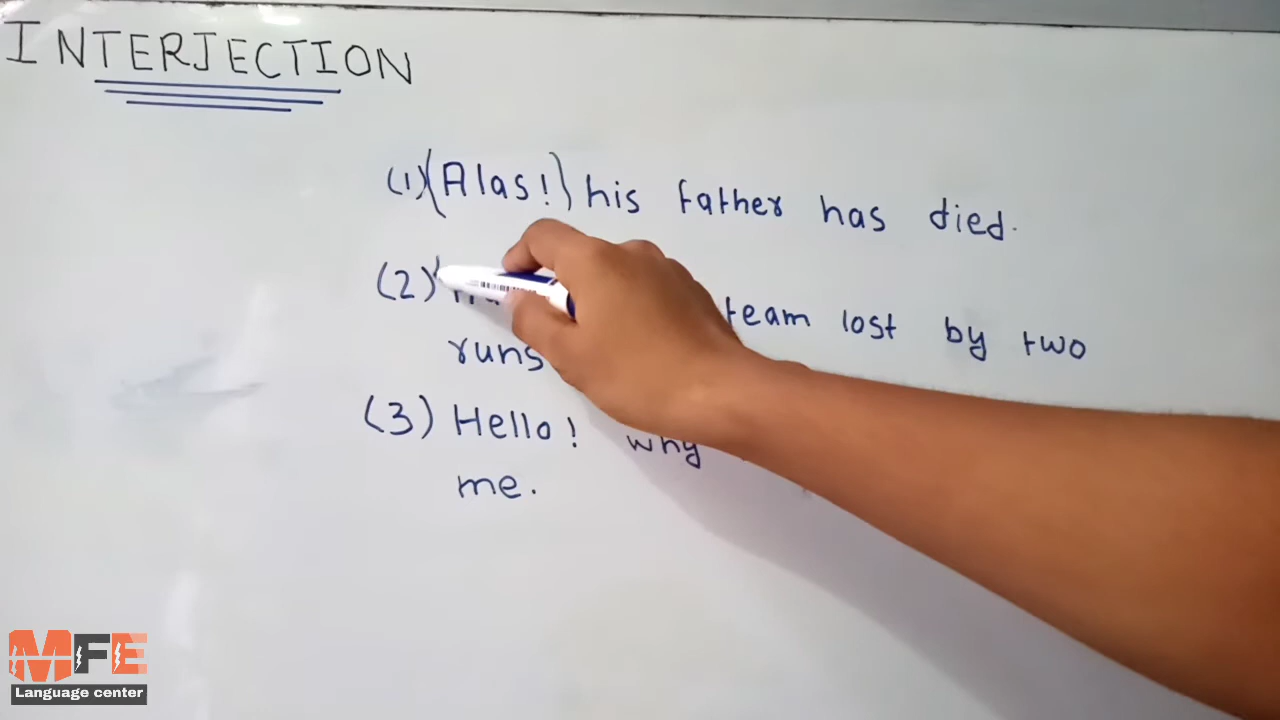 INTERJECTION
(1) (Alas!) his father has died.
(2) ( team lost by two
runs
(3) Hello! why
me.
MFE
Language center